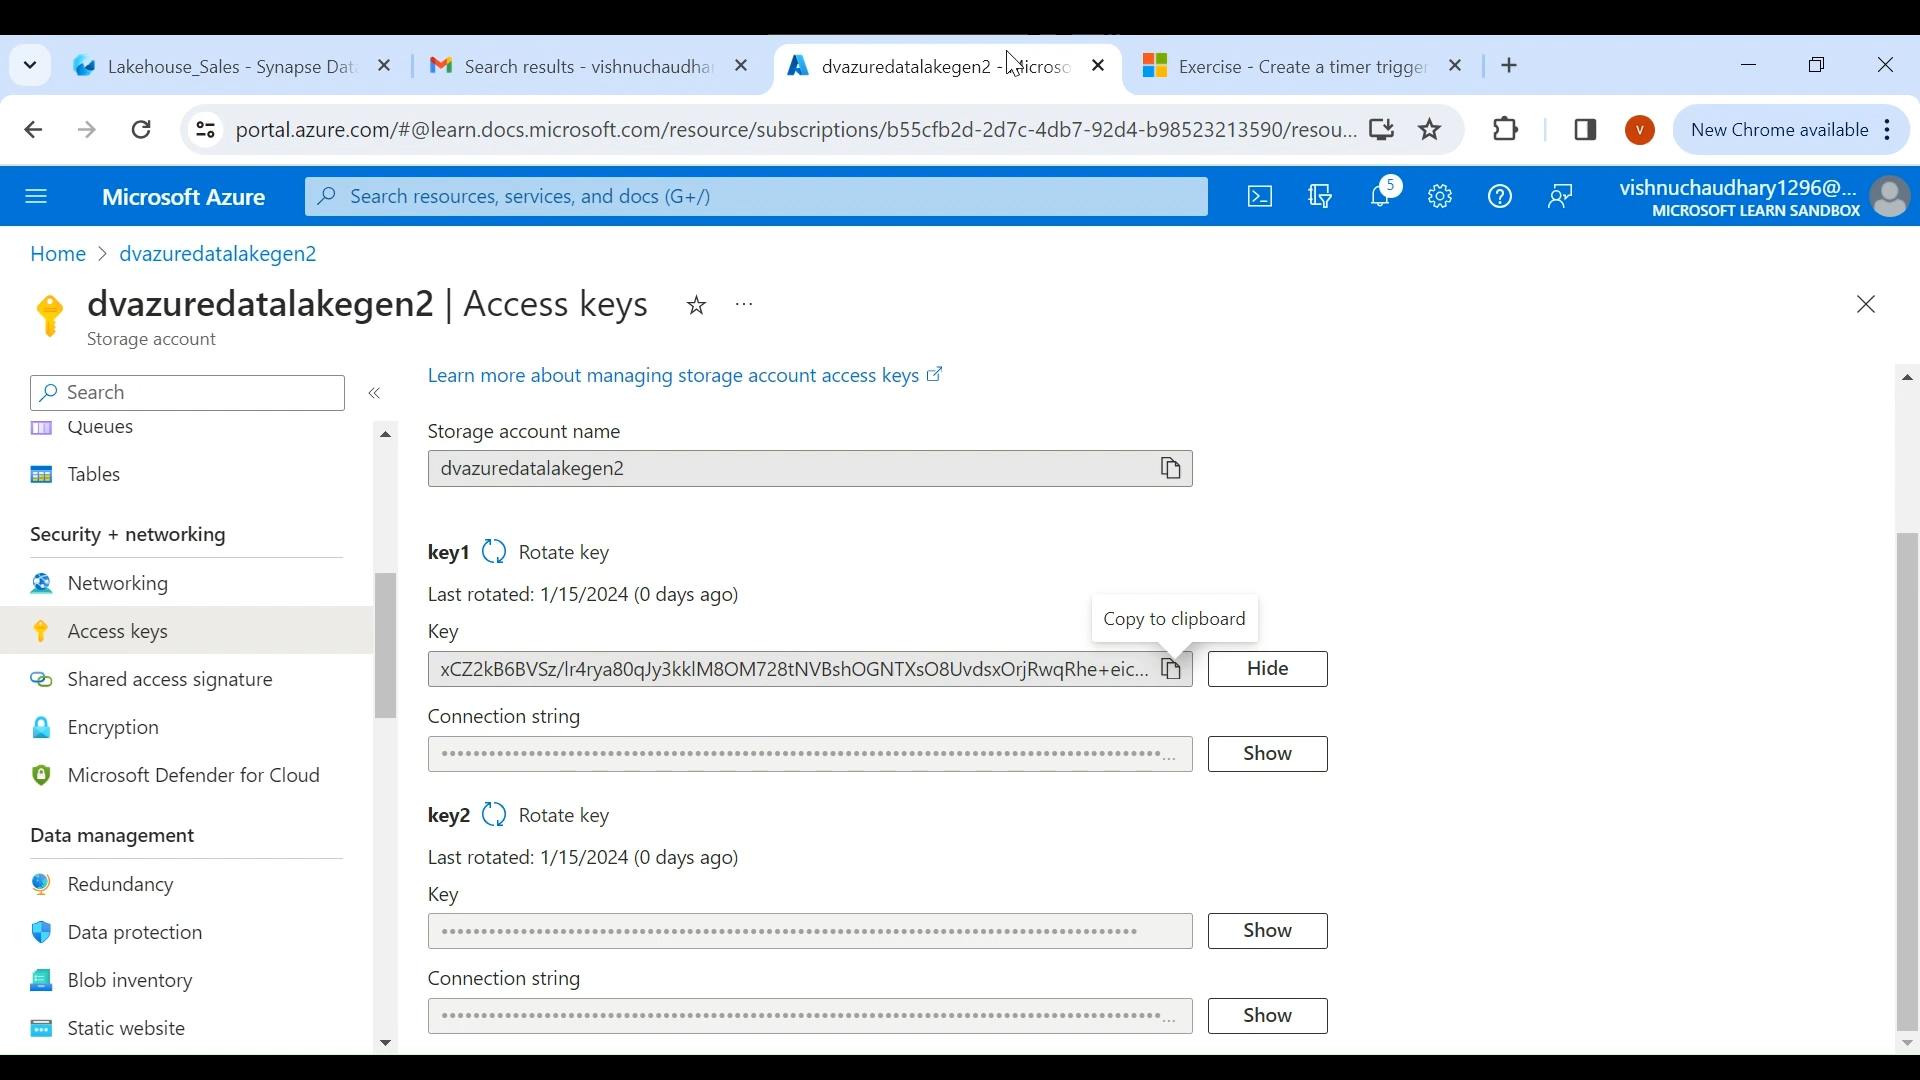 Lakehouse_Sales - Synapse Dat
Search results - vishnuchaudhar
dvazuredatalakegen2 - Microso
Exercise - Create a timer trigger
portal.azure.com/#@learn.docs.microsoft.com/resource/subscriptions/b55cfb2d-2d7c-4db7-92d4-b98523213590/resou...
V
New Chrome available
Microsoft Azure
Search resources, services, and docs (G+/)
5
vishnuchaudhary1296@...
MICROSOFT LEARN SANDBOX
Home > dvazuredatalakegen2
dvazuredatalakegen2 | Access keys
Storage account
Search
Queues
Tables
Security + networking
Networking
Access keys
Shared access signature
Encryption
Microsoft Defender for Cloud
Data management
Redundancy
Data protection
Blob inventory
Static website
Learn more about managing storage account access keys
Storage account name
dvazuredatalakegen2
key1 Rotate key
Last rotated: 1/15/2024 (0 days ago)
Copy to clipboard
Key
Hide
Connection string
Show
key2 Rotate key
Last rotated: 1/15/2024 (0 days ago)
Key
Show
Connection string
Show